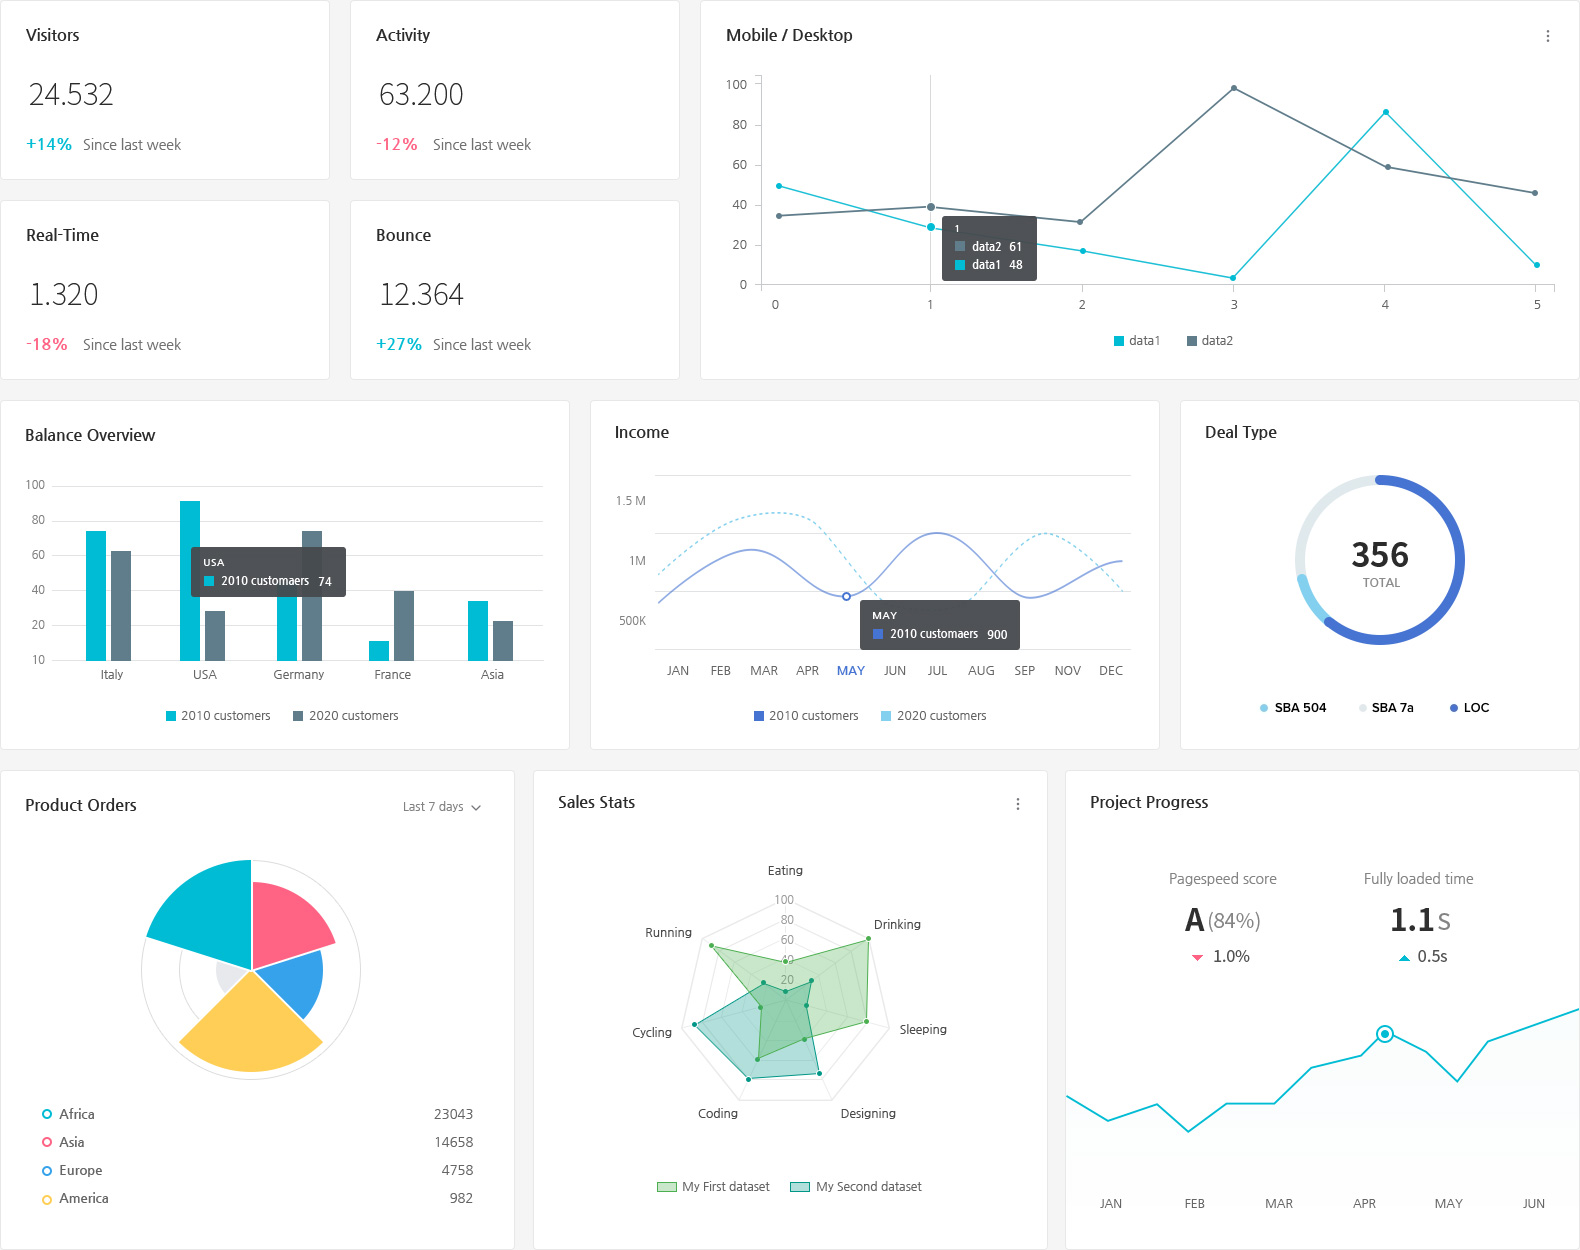 Visitors
24.532
+14% Since last week
Activity
63.200
-12% Since last week
Real-Time
1.320
-18% Since last week
Bounce
12.364
+27% Since last week
Mobile / Desktop
100
80
60
40
20
0
0 1 2 3 4 5
1
data2 61
data1 48
data1 data2
Balance Overview
100
80
60
40
20
10
USA
2010 customaers 74
Italy USA Germany France Asia
2010 customers 2020 customers
Income
1.5 M
1M
500K
MAY
2010 customaers 900
JAN FEB MAR APR MAY JUN JUL AUG SEP NOV DEC
2010 customers 2020 customers
Deal Type
356
TOTAL
SBA 504 SBA 7a LOC
Product Orders
Last 7 days
Africa 23043
Asia 14658
Europe 4758
America 982
Sales Stats
Eating
100
80
60
40
20
Drinking
Running
Sleeping
Cycling
Designing
Coding
My First dataset My Second dataset
Project Progress
Pagespeed score
A (84%)
1.0%
Fully loaded time
1.1 S
0.5s
JAN FEB MAR APR MAY JUN